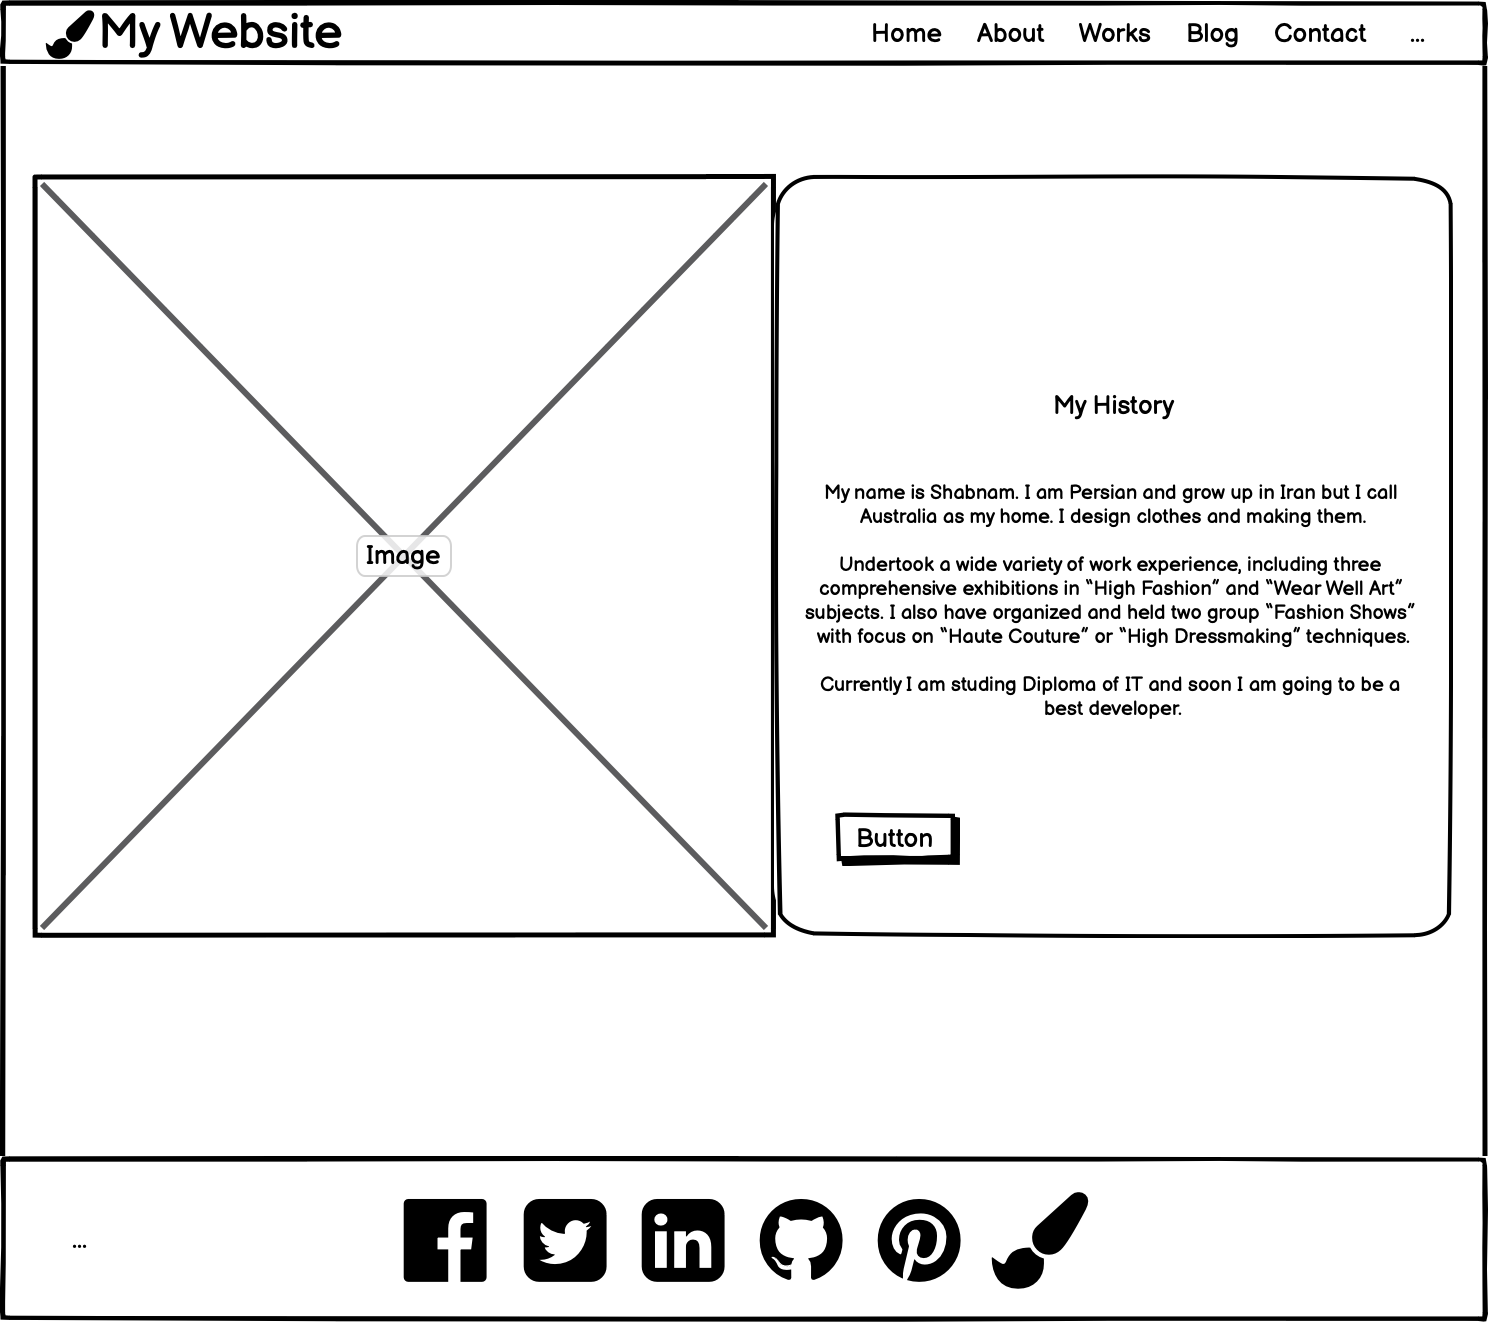 My Website
Home About Works Blog Contact ...
Image
My History
My name is Shabnam. I am Persian and grow up in Iran but I call
Australia as my home. I design clothes and making them.
Undertook a wide variety of work experience, including three
comprehensive exhibitions in “High Fashion” and “Wear Well Art”
subjects. I also have organized and held two group “Fashion Shows”
with focus on “Haute Couture” or “High Dressmaking” techniques.
Currently I am studing Diploma of IT and soon I am going to be a
best developer.
Button
...